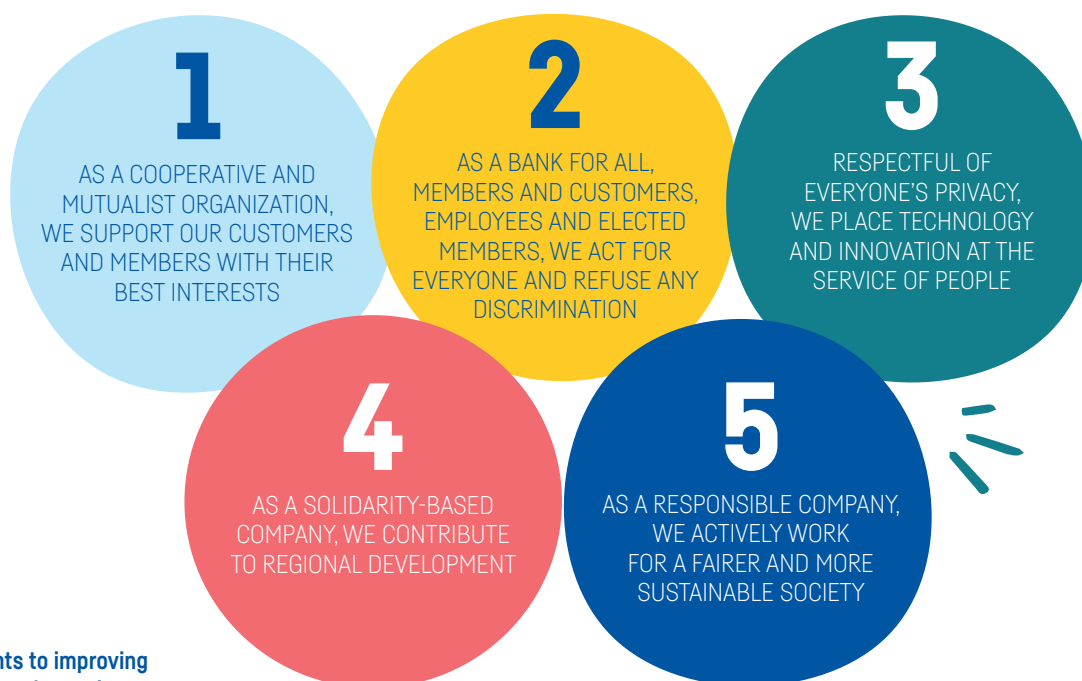 1
AS A COOPERATIVE AND
MUTUALIST ORGANIZATION,
WE SUPPORT OUR CUSTOMERS
AND MEMBERS WITH THEIR
BEST INTERESTS
2
AS A BANK FOR ALL,
MEMBERS AND CUSTOMERS,
EMPLOYEES AND ELECTED
MEMBERS, WE ACT FOR
EVERYONE AND REFUSE ANY
DISCRIMINATION
3
RESPECTFUL OF
EVERYONE'S PRIVACY,
WE PLACE TECHNOLOGY
AND INNOVATION AT THE
SERVICE OF PEOPLE
4
AS A SOLIDARITY-BASED
COMPANY, WE CONTRIBUTE
TO REGIONAL DEVELOPMENT
5
AS A RESPONSIBLE COMPANY,
WE ACTIVELY WORK
FOR A FAIRER AND MORE
SUSTAINABLE SOCIETY
to improving